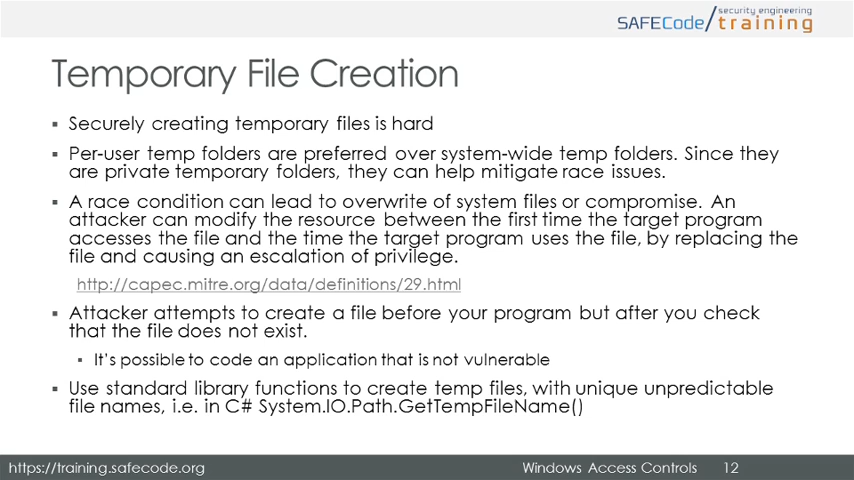 security engineering
SAFECode/training
Temporary File Creation
▪ Securely creating temporary files is hard
▪ Per-user temp folders are preferred over system-wide temp folders. Since they
are private temporary folders, they can help mitigate race issues.
▪ A race condition can lead to overwrite of system files or compromise. An
attacker can modify the resource between the first time the target program
accesses the file and the time the target program uses the file, by replacing the
file and causing an escalation of privilege.
http://capec.mitre.org/data/definitions/29.html
▪ Attacker attempts to create a file before your program but after you check
that the file does not exist.
▪ It's possible to code an application that is not vulnerable
▪ Use standard library functions to create temp files, with unique unpredictable
file names, i.e. in C# System.IO.Path.GetTempFileName()
https://training.safecode.org
Windows Access Controls 12